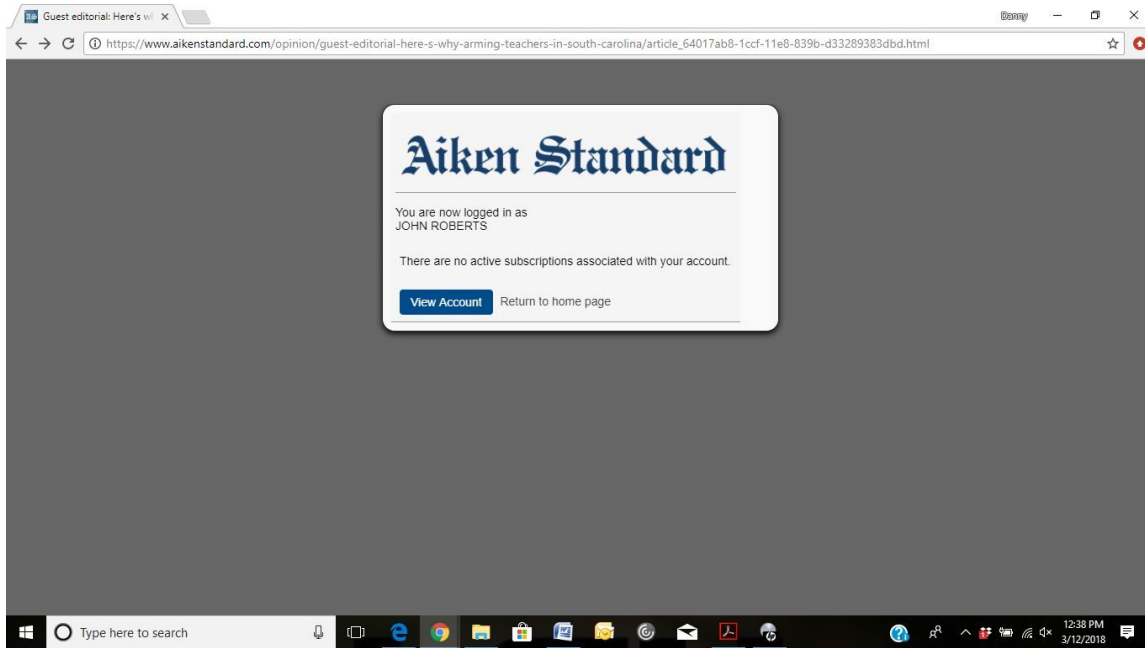 Guest editorial: Here's w
Danny
https://www.aikenstandard.com/opinion/guest-editorial-here-s-why-arming-teachers-in-south-carolina/article_64017ab8-1ccf-11e8-839b-d33289383dbd.html
Aiken Standard
You are now logged in as
JOHN ROBERTS
There are no active subscriptions associated with your account.
View Account Return to home page
Type here to search
12:38 PM
3/12/2018